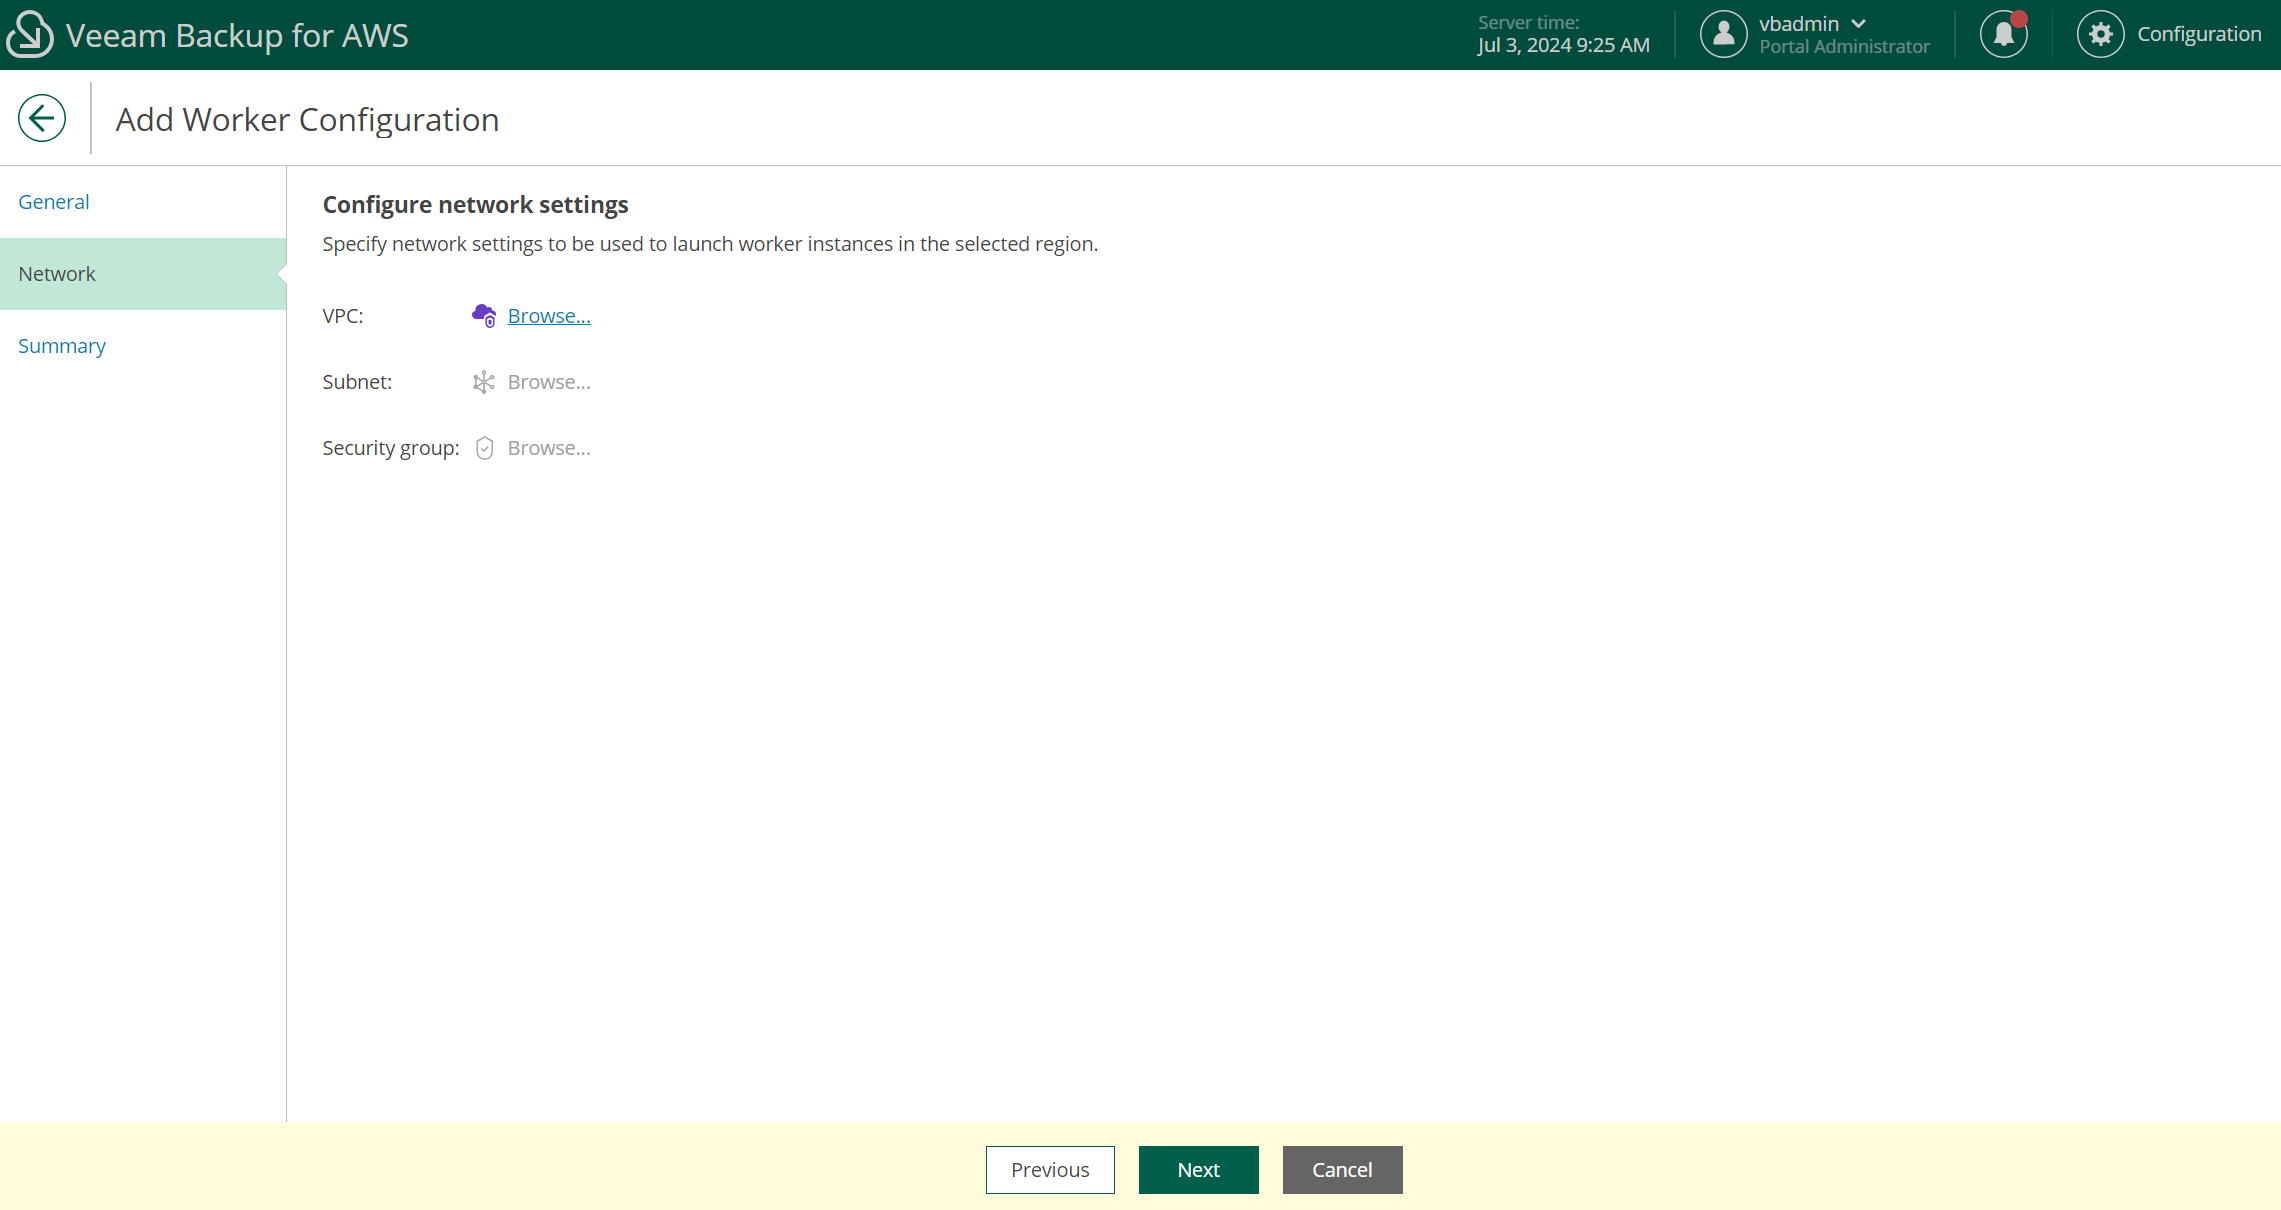 Veeam Backup for AWS
Server time:
Jul 3, 2024 9:25 AM
vbadmin
Portal Administrator
Configuration
Add Worker Configuration
General
Network
Summary
Configure network settings
Specify network settings to be used to launch worker instances in the selected region.
VPC: Browse...
Subnet: Browse...
Security group: Browse...
Previous Next Cancel